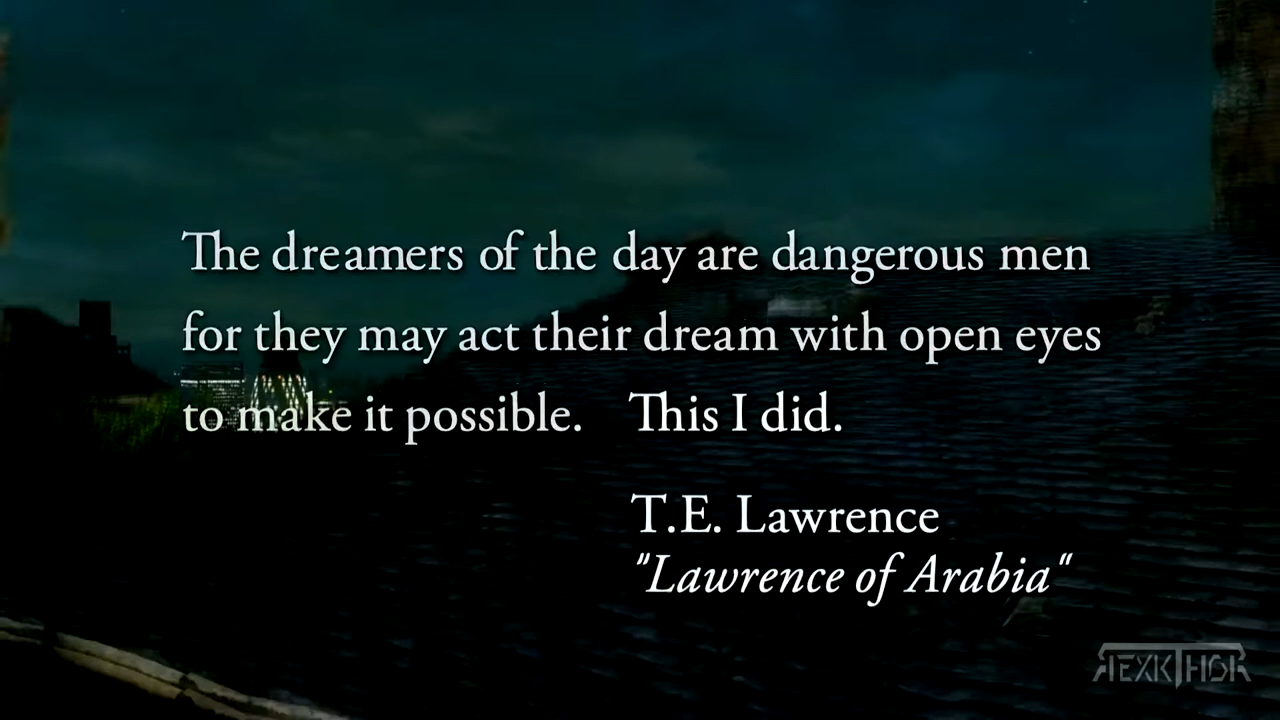 The dreamers of the day are dangerous men
for they may act their dream with open eyes
to make it possible. This I did.
T.E. Lawrence
"Lawrence of Arabia"